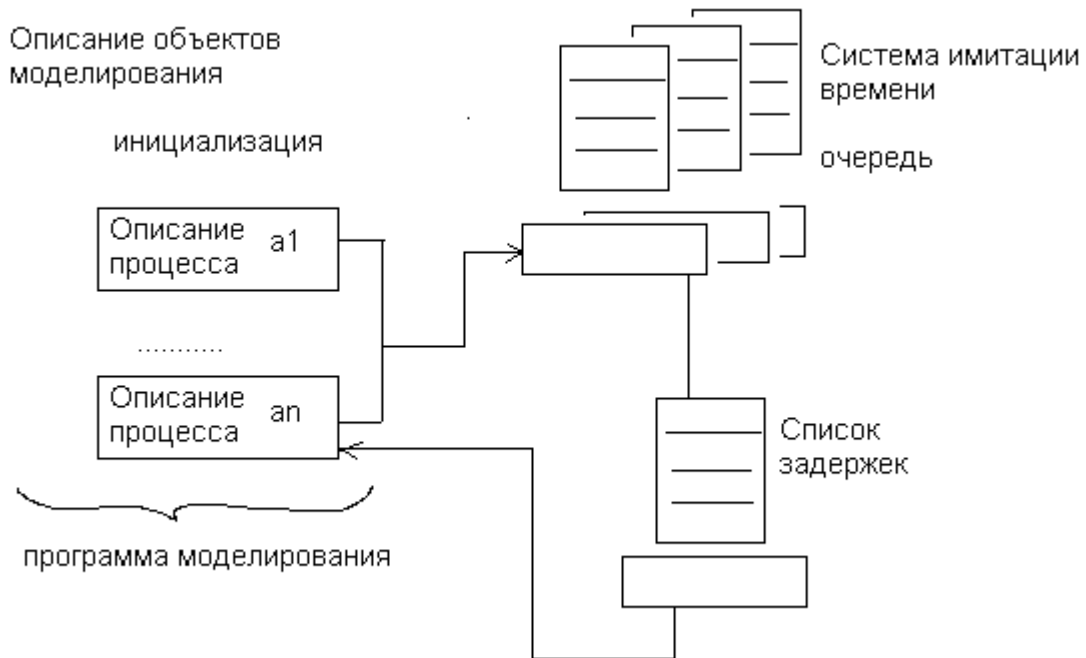 Описание объектов
моделирования
инициализация
Система имитации
времени
очередь
Описание
процесса a1
...........
Описание
процесса an
Список
задержек
программа моделирования